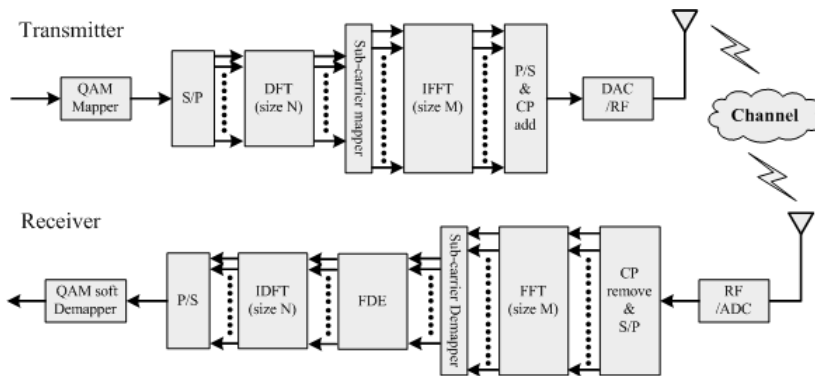 Transmitter
QAM
Mapper
S/P
DFT
(size N)
Sub-carrier mapper
IFFT
(size M)
P/S
&
CP
add
DAC
/RF
Channel
Receiver
QAM soft
Demapper
P/S
IDFT
(size N)
FDE
Sub-carrier Demapper
FFT
(size M)
CP
remove
&
S/P
RF
/ADC